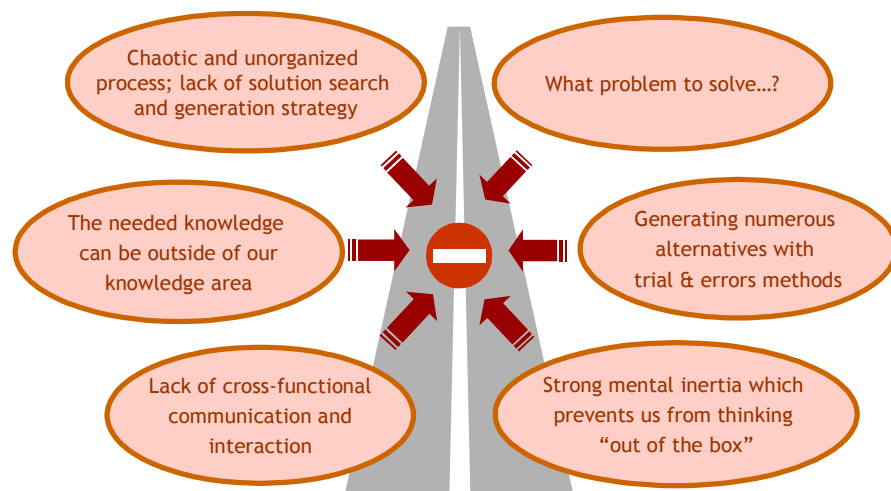 Chaotic and unorganized
process; lack of solution search
and generation strategy
What problem to solve…?
The needed knowledge
can be outside of our
knowledge area
Generating numerous
alternatives with
trial & errors methods
Lack of cross-functional
communication and
interaction
Strong mental inertia which
prevents us from thinking
“out of the box”